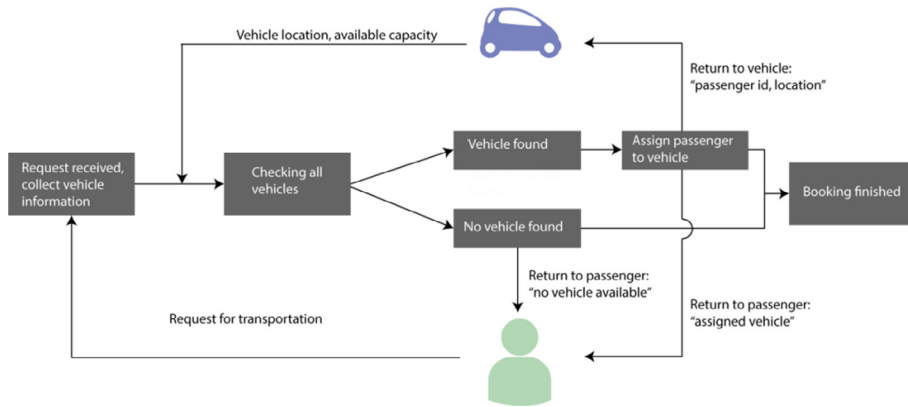 Vehicle location, available capacity
Return to vehicle:
“passenger id, location”
Request received,
collect vehicle
information
Checking all
vehicles
Vehicle found
Assign passenger
to vehicle
Booking finished
No vehicle found
Return to passenger:
“no vehicle available”
Return to passenger:
“assigned vehicle”
Request for transportation